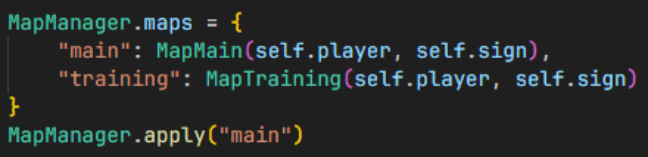 MapManager.maps = {
    "main": MapMain(self.player, self.sign),
    "training": MapTraining(self.player, self.sign)
}
MapManager.apply("main")